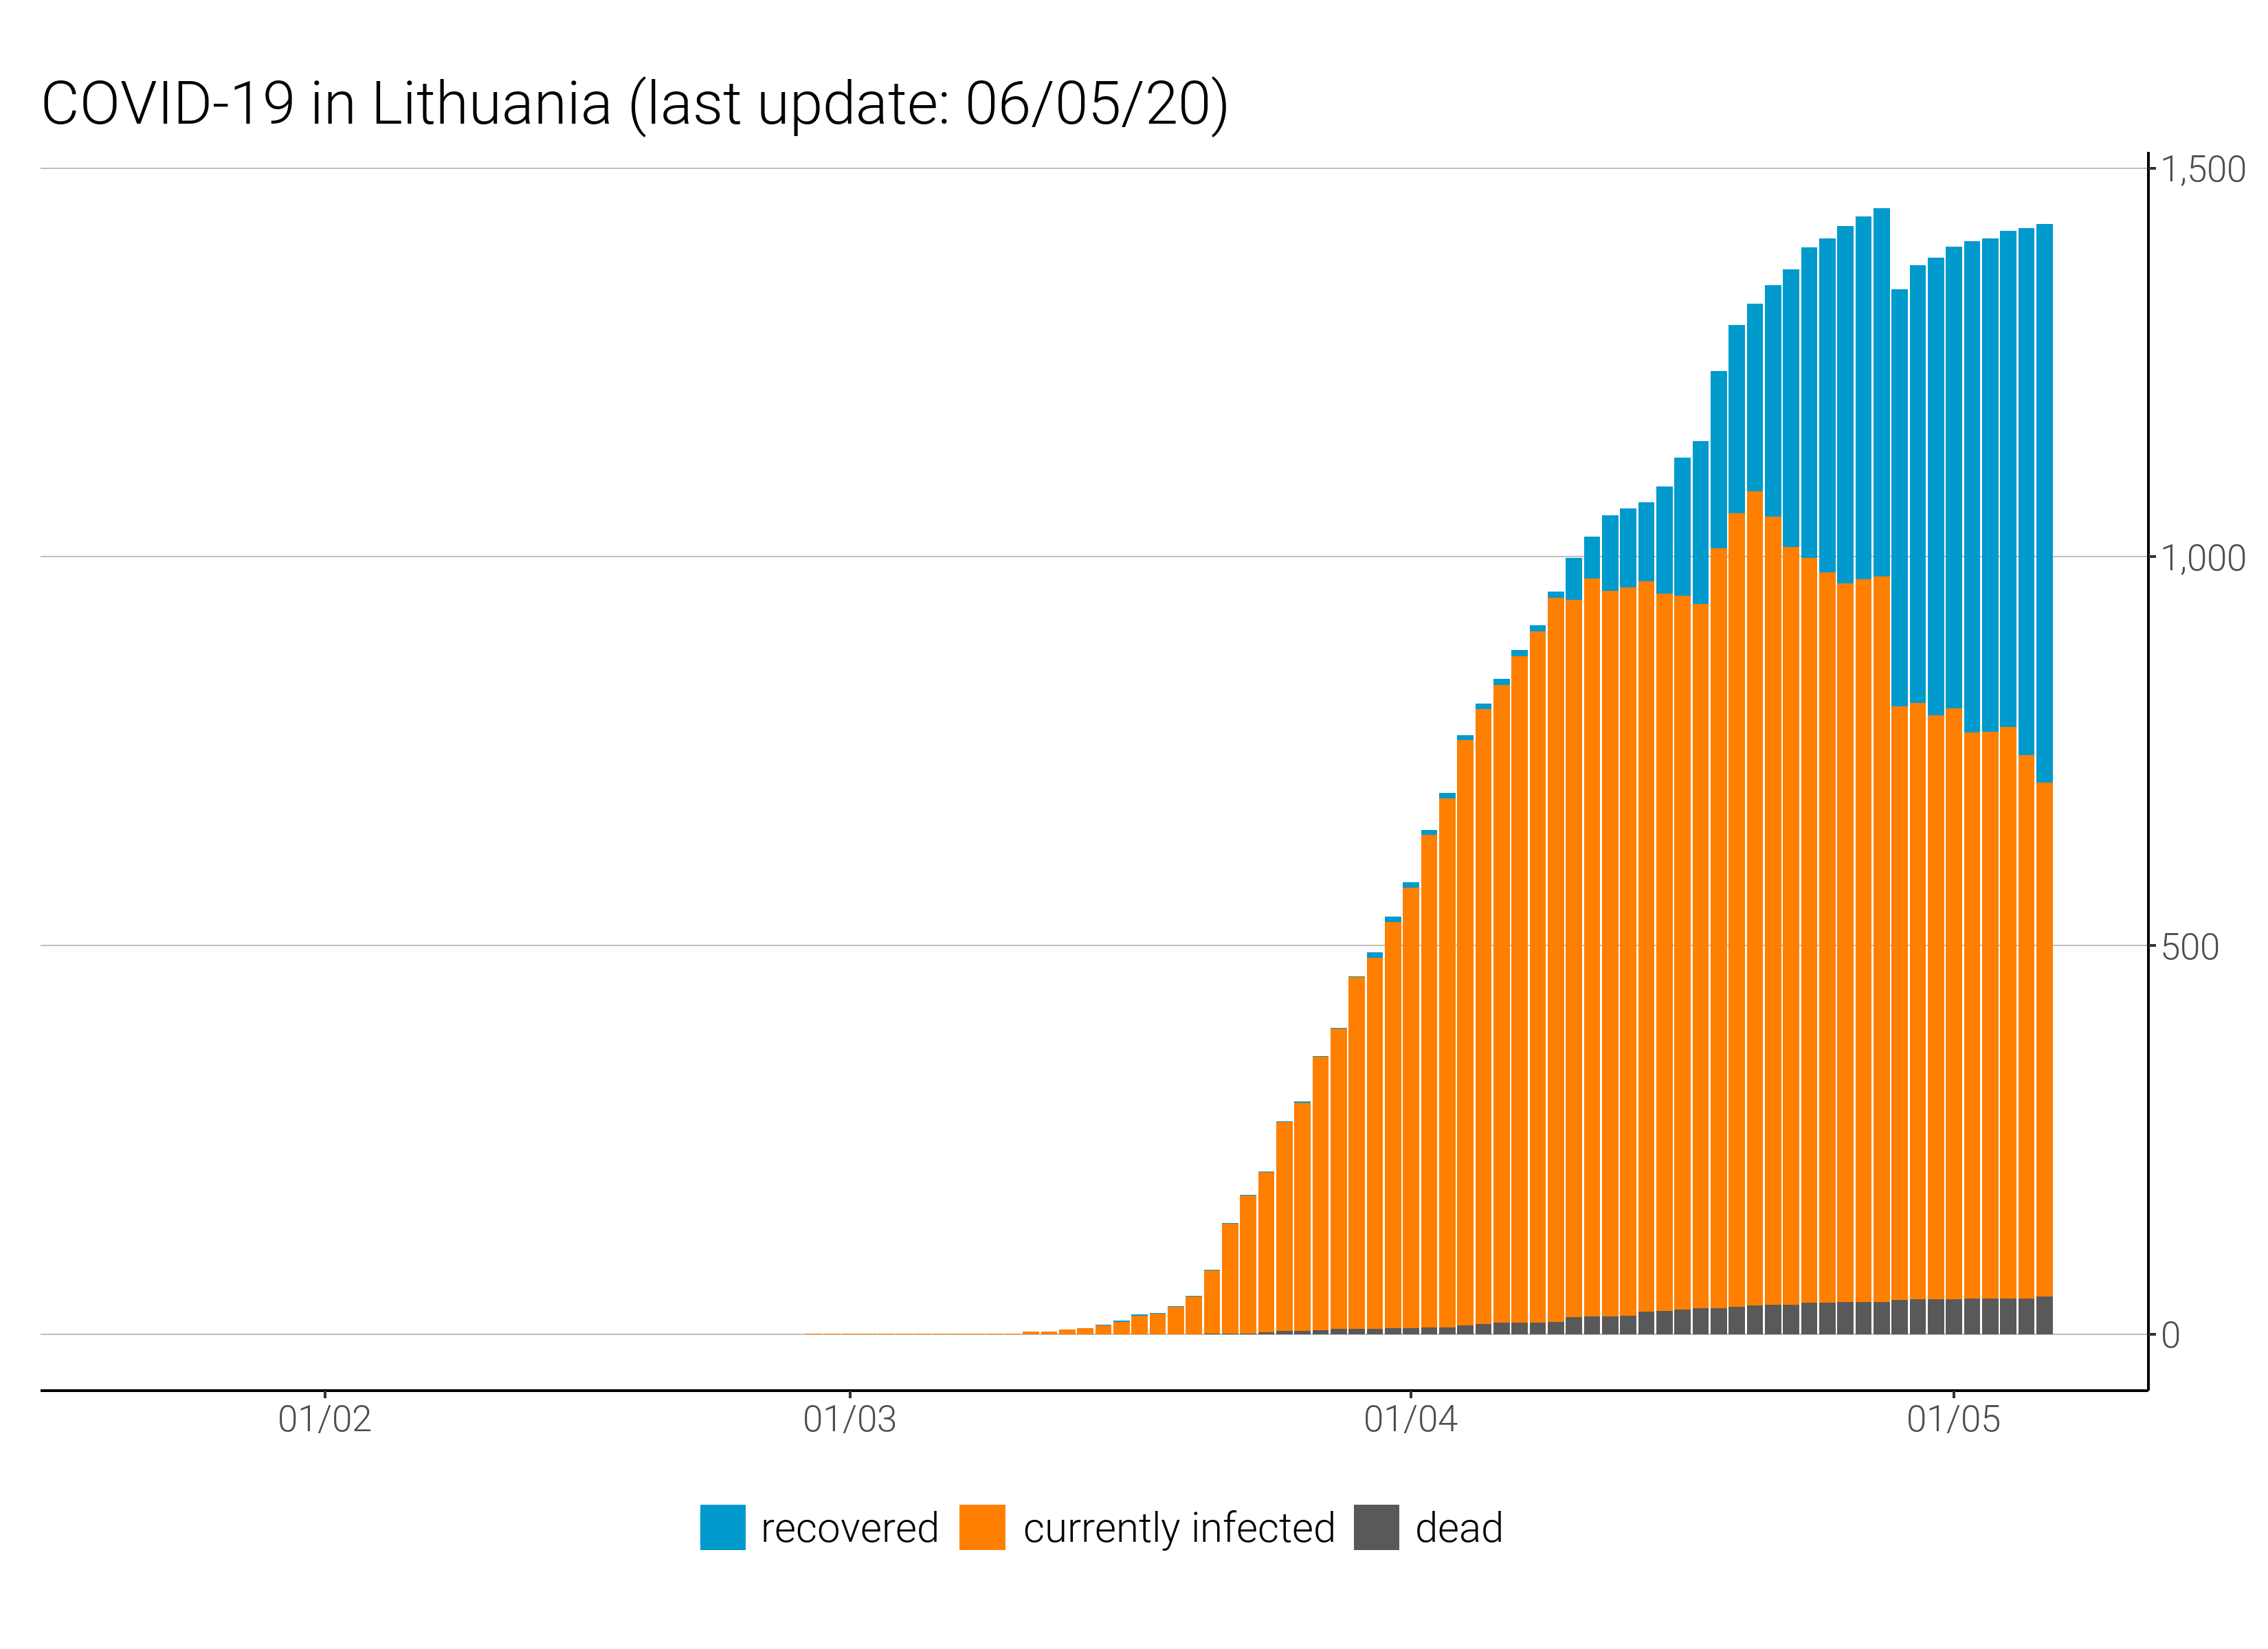 COVID-19 in Lithuania (last update: 06/05/20)
1,500
1,000
500
0
01/02 01/03 01/04 01/05
recovered currently infected dead